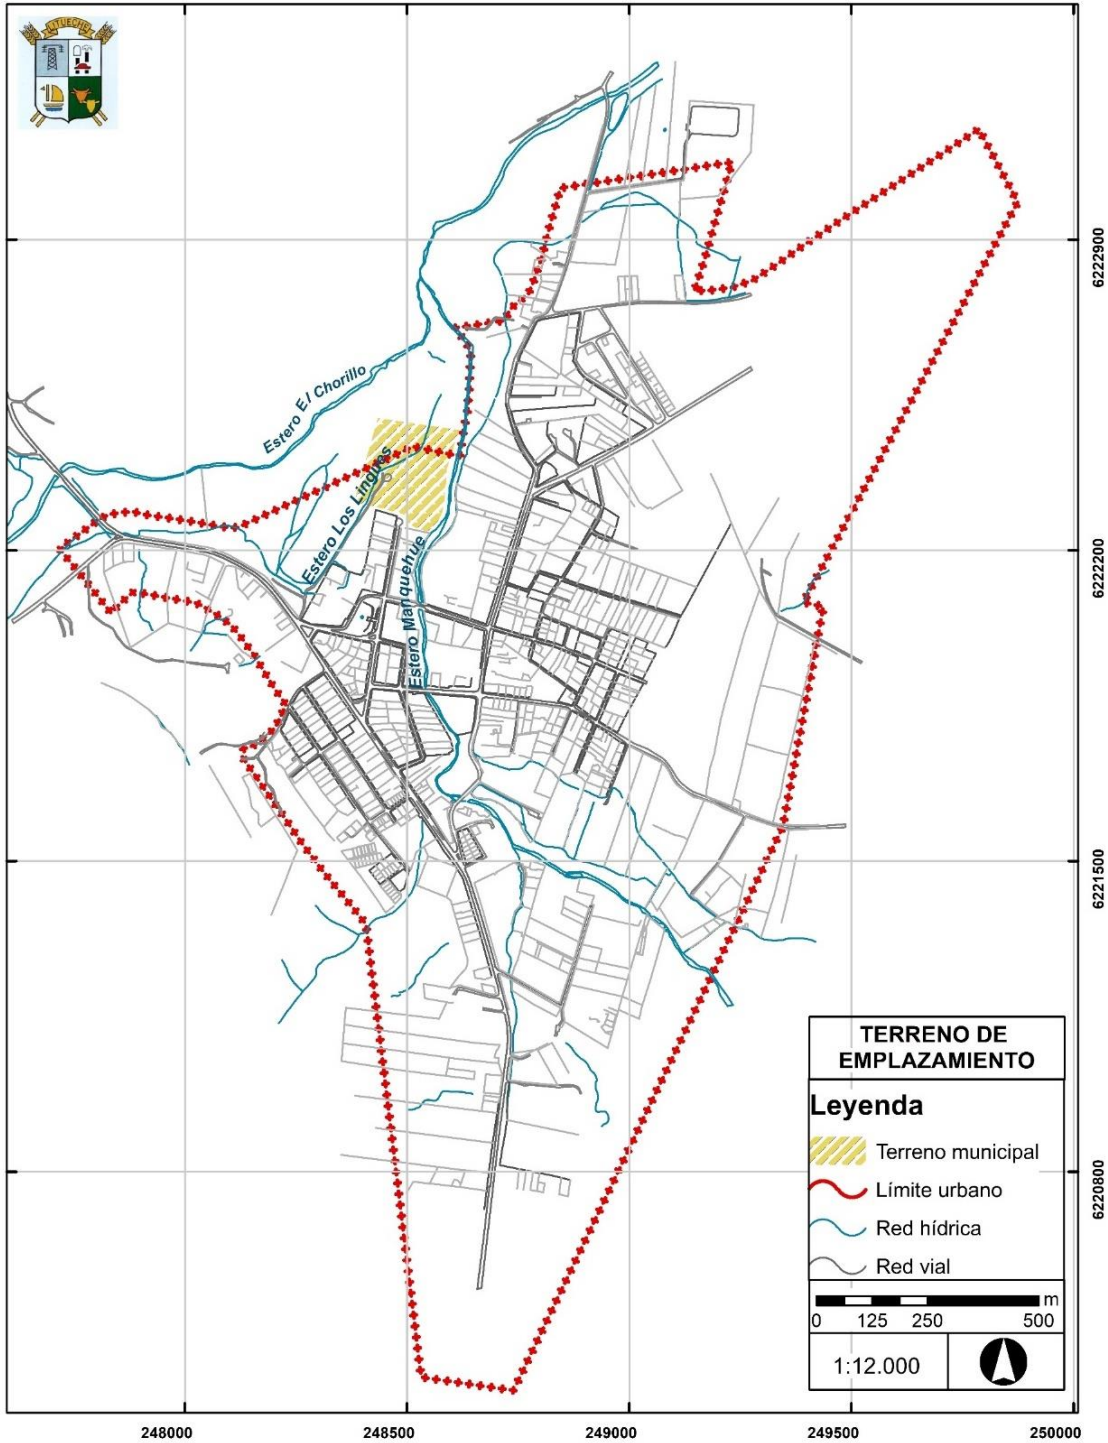 LITUECHE
6222900
Estero El Chorillo
Estero Los Lingues
Estero Manquehue
6222200
6221500
TERRENO DE
EMPLAZAMIENTO
Leyenda
Terreno municipal
Límite urbano
Red hídrica
Red vial
m
0 125 250 500
1:12.000
6220800
248000 248500 249000 249500 250000